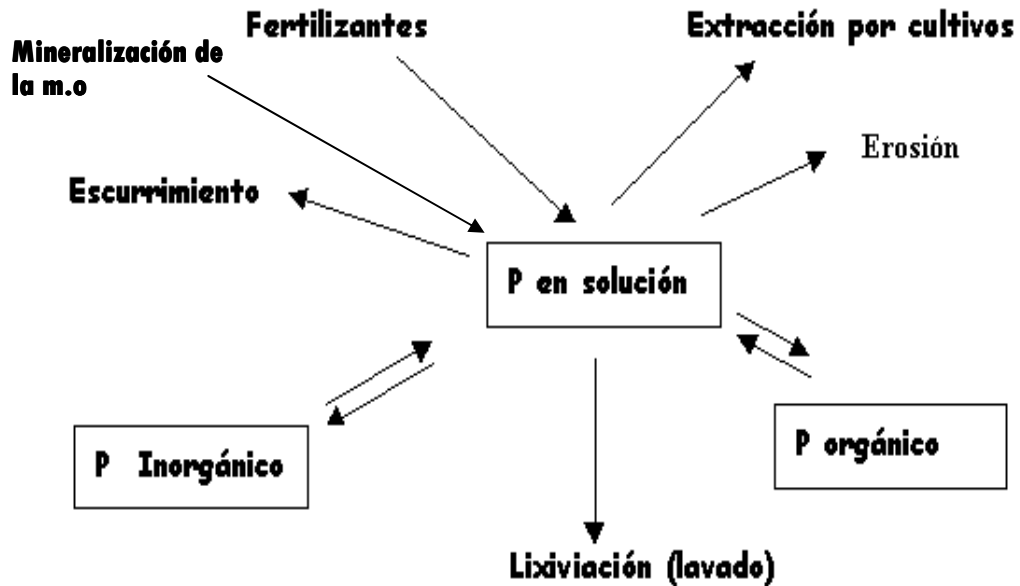 Fertilizantes
Extracción por cultivos
Mineralización de
la m.o
Erosión
Escurrimiento
P en solución
P Inorgánico
P orgánico
Lixiviación (lavado)